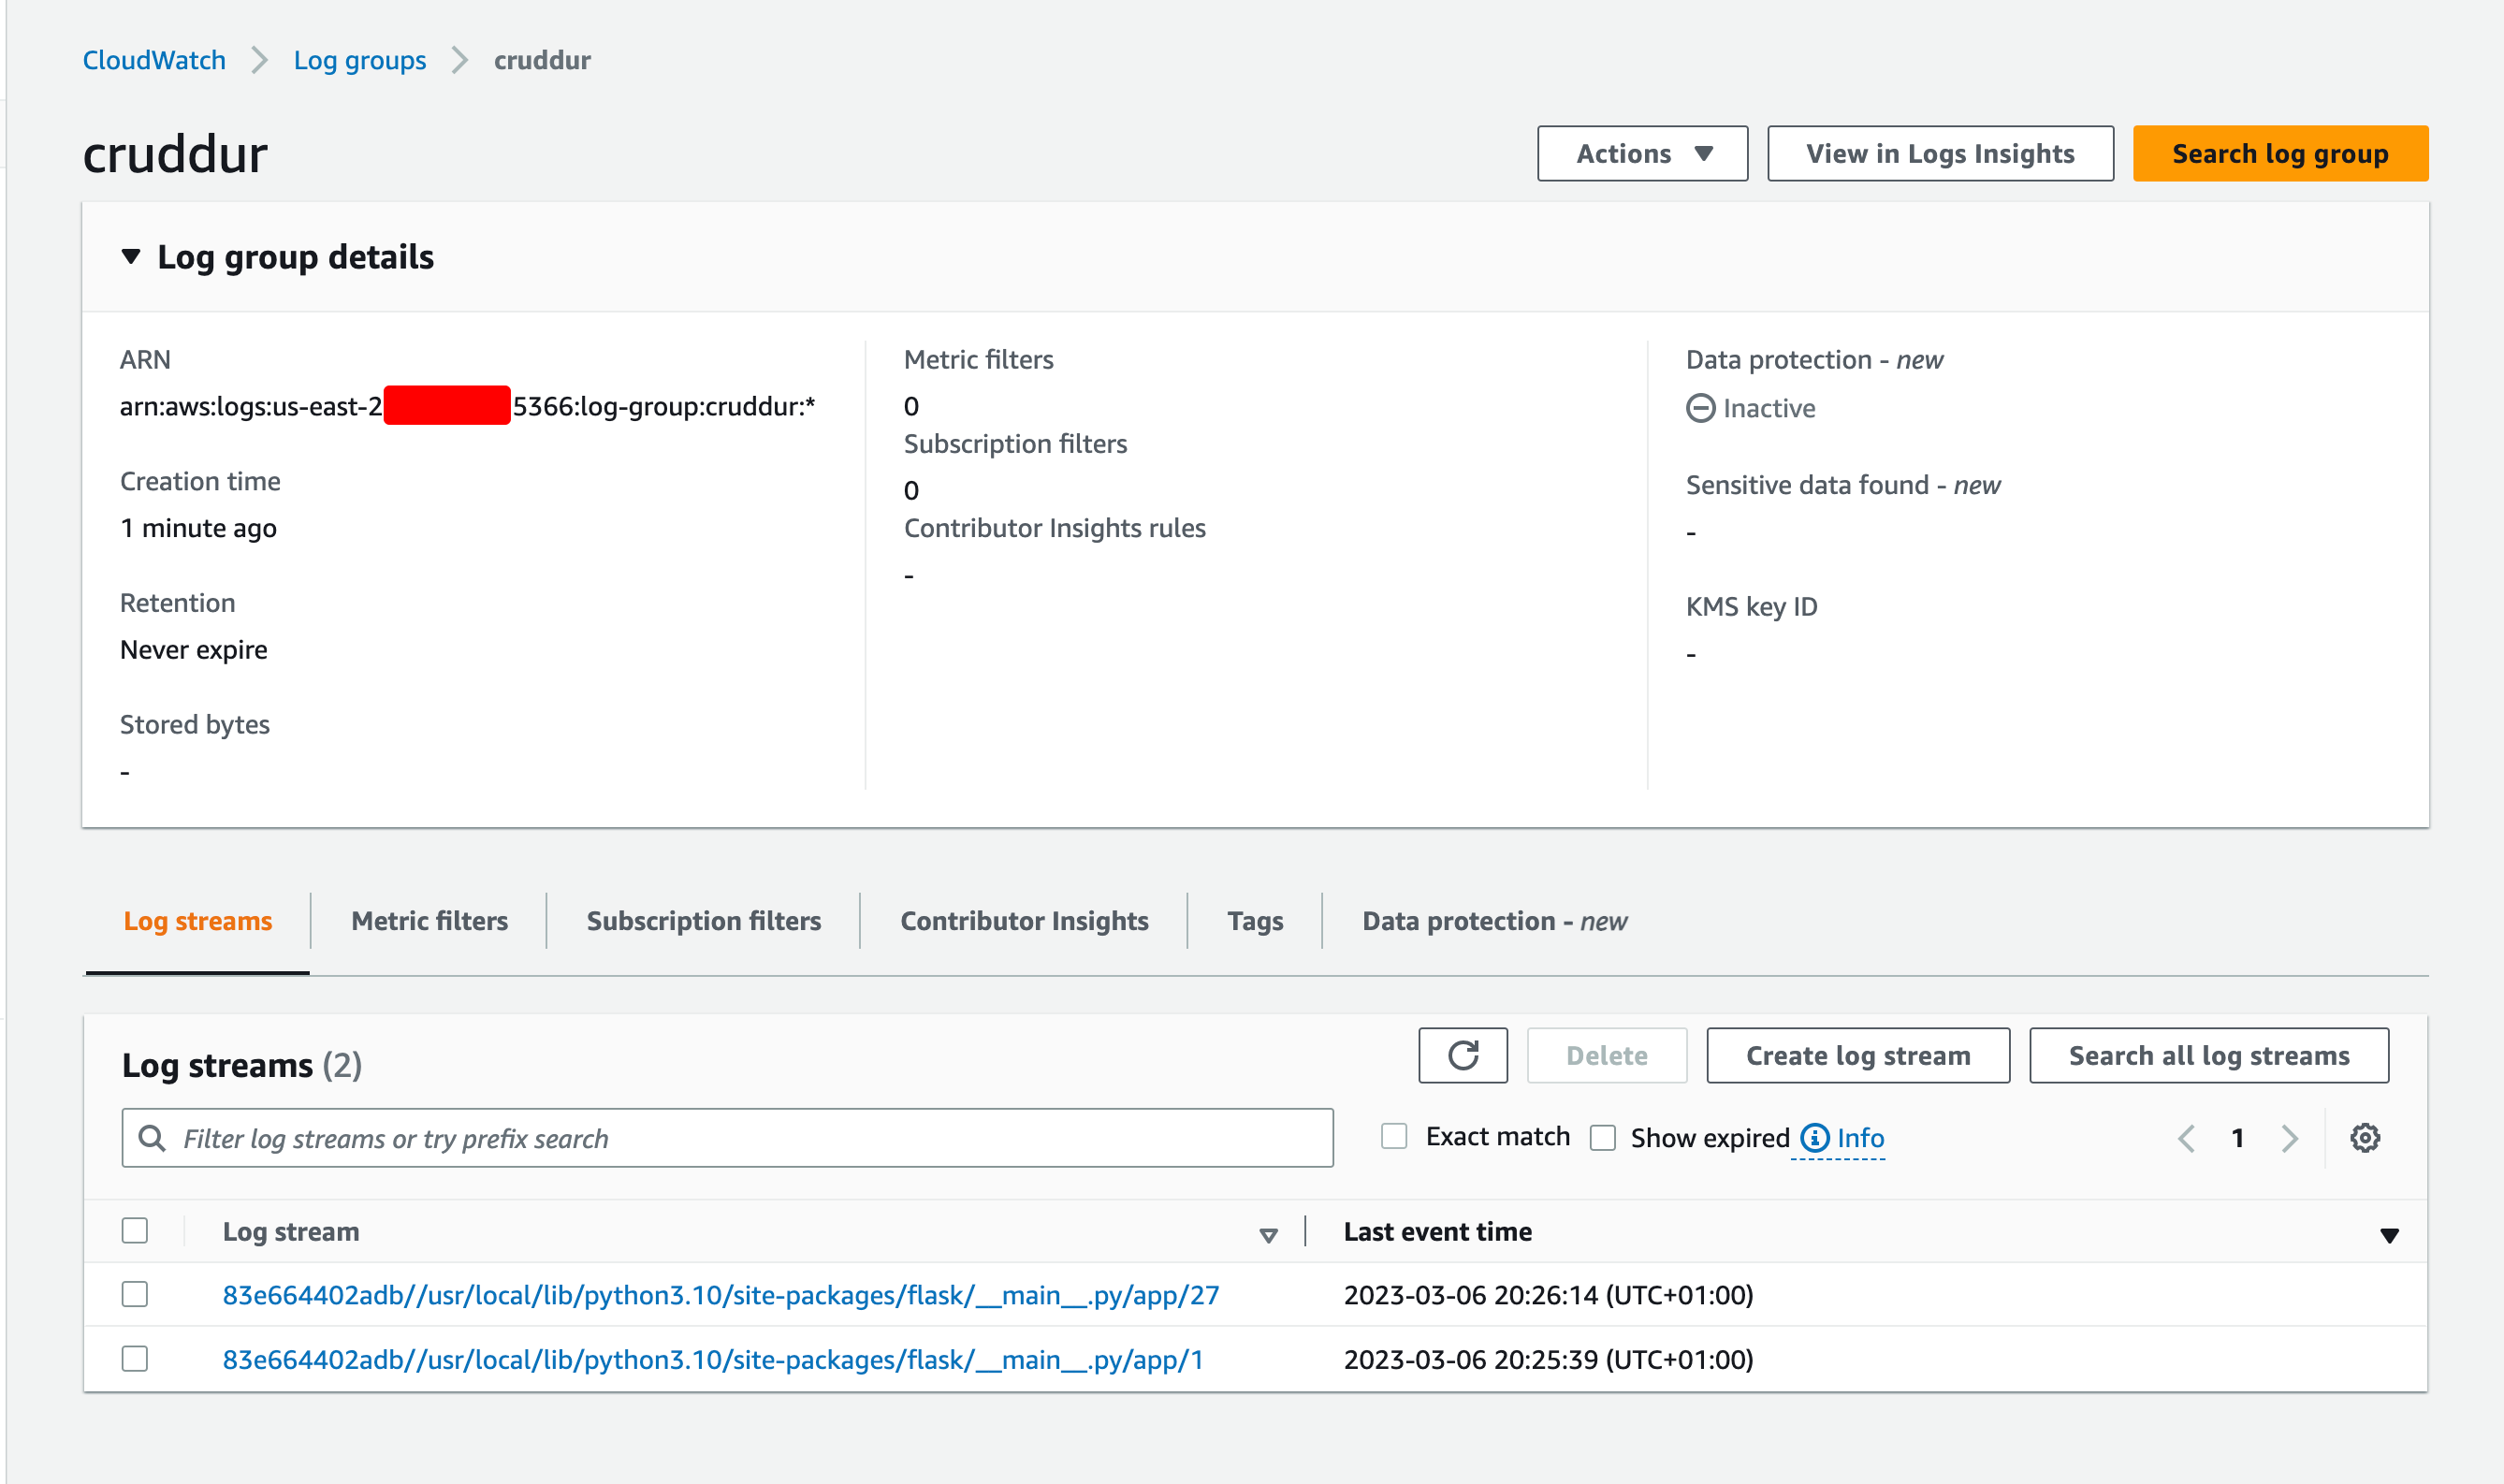 CloudWatch > Log groups > cruddur
cruddur
Actions ▼ View in Logs Insights Search log group
▼ Log group details
ARN
arn:aws:logs:us-east-2 5366:log-group:cruddur:*
Creation time
1 minute ago
Retention
Never expire
Stored bytes
-
Metric filters
0
Subscription filters
0
Contributor Insights rules
-
Data protection - new
Inactive
Sensitive data found - new
-
KMS key ID
-
Log streams Metric filters Subscription filters Contributor Insights Tags Data protection - new
Log streams (2)
Delete Create log stream Search all log streams
Filter log streams or try prefix search
Exact match Show expired Info 1
Log stream Last event time
83e664402adb//usr/local/lib/python3.10/site-packages/flask/__main__.py/app/27 2023-03-06 20:26:14 (UTC+01:00)
83e664402adb//usr/local/lib/python3.10/site-packages/flask/__main__.py/app/1 2023-03-06 20:25:39 (UTC+01:00)